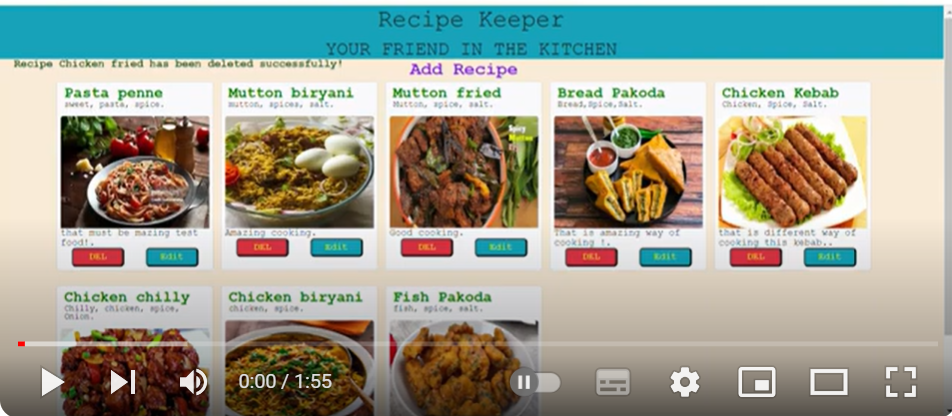 Recipe Keeper
YOUR FRIEND IN THE KITCHEN
Recipe Chicken fried has been deleted successfully!
Add Recipe
Pasta penne
sweet, pasta, spice.
that must be mazing test
food!.
DEL Edit
Mutton biryani
mutton, spices, salt.
Amazing cooking.
DEL Edit
Mutton fried
Mutton, spice, salt.
Spicy
Mutton
Good cooking.
DEL Edit
Bread Pakoda
Bread,Spice,Salt.
That is amazing way of
cooking !.
DEL Edit
Chicken Kebab
Chicken, Spice, Salt.
that is different way of
cooking this kebab..
DEL Edit
Chicken chilly
Chilly, chicken, spice,
Onion.
Chicken biryani
chicken, spice.
Fish Pakoda
fish, spice, salt.
0:00 / 1:55